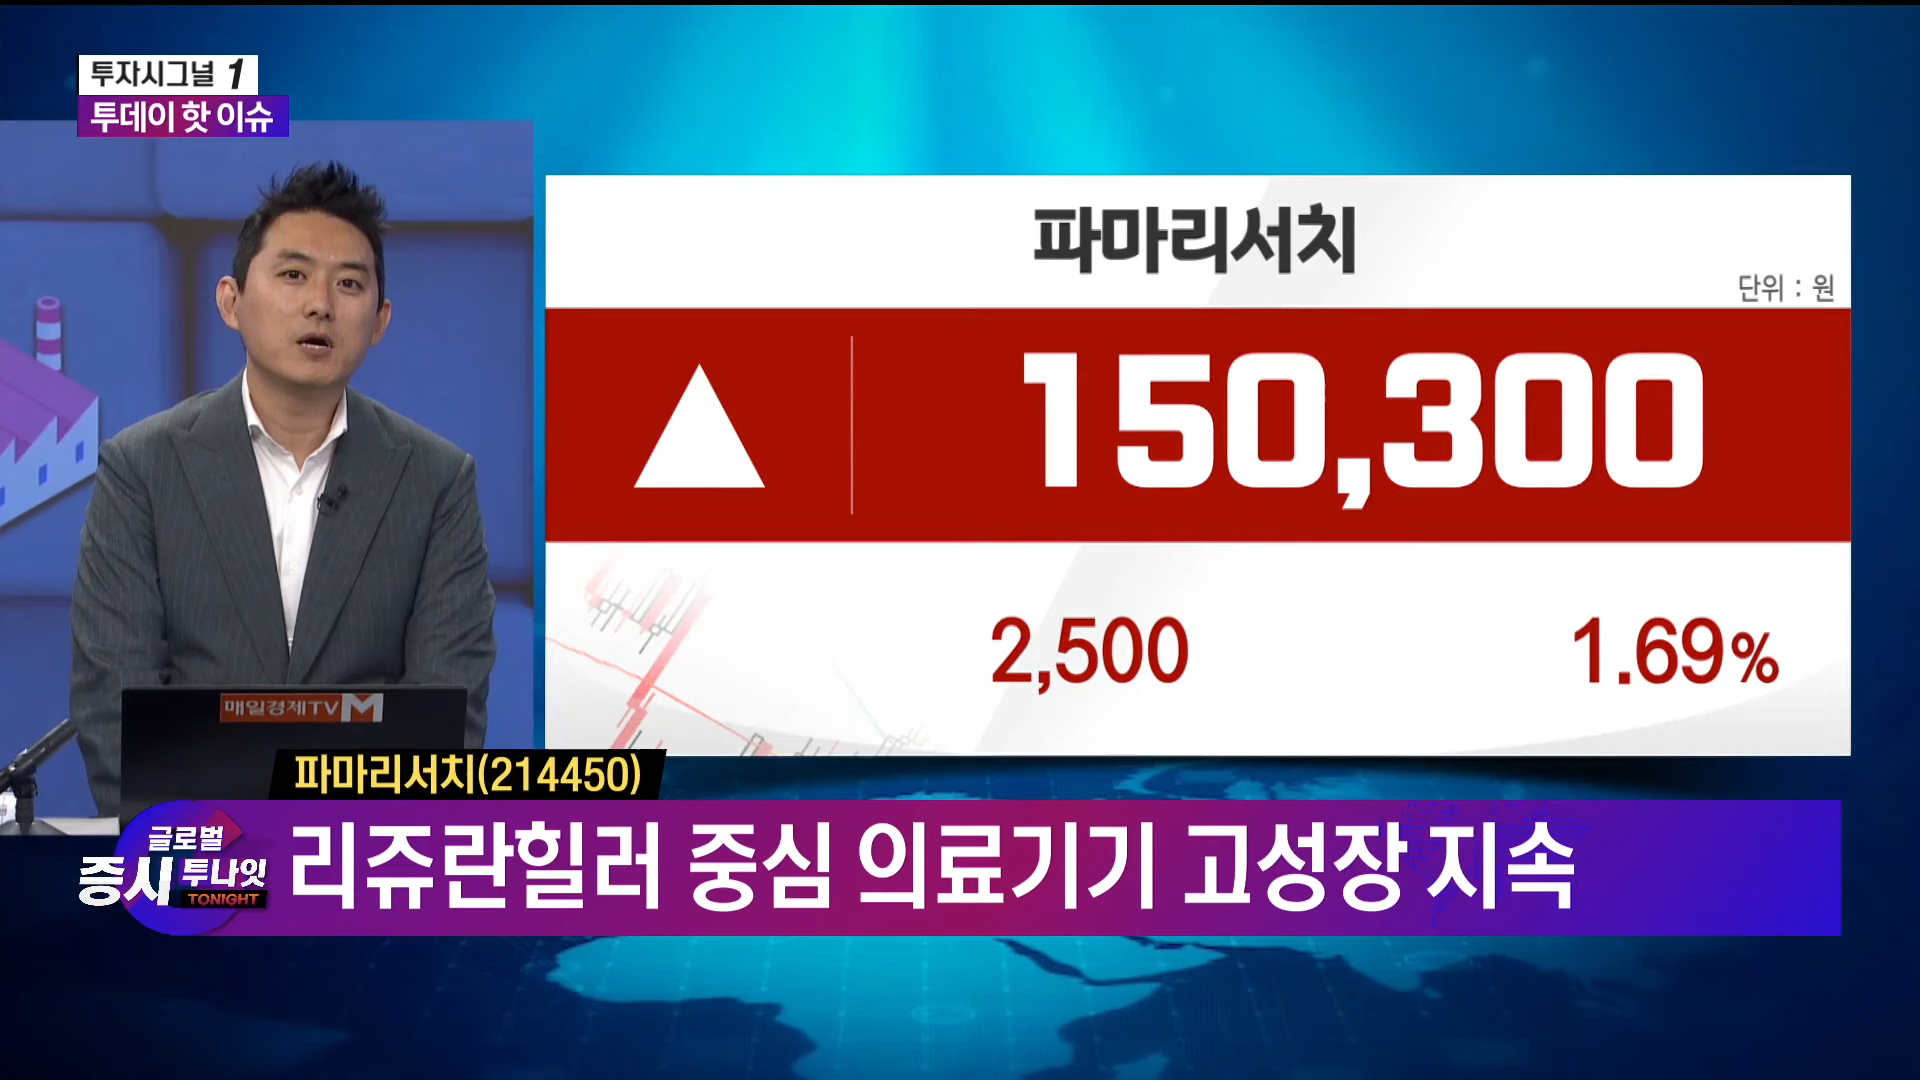 투자시그널 1
투데이 핫 이슈
파마리서치
단위 : 원
150,300
2,500
1.69%
매일경제TV M
파마리서치(214450)
글로벌
증시 투나잇
TONIGHT
리쥬란힐러 중심 의료기기 고성장 지속